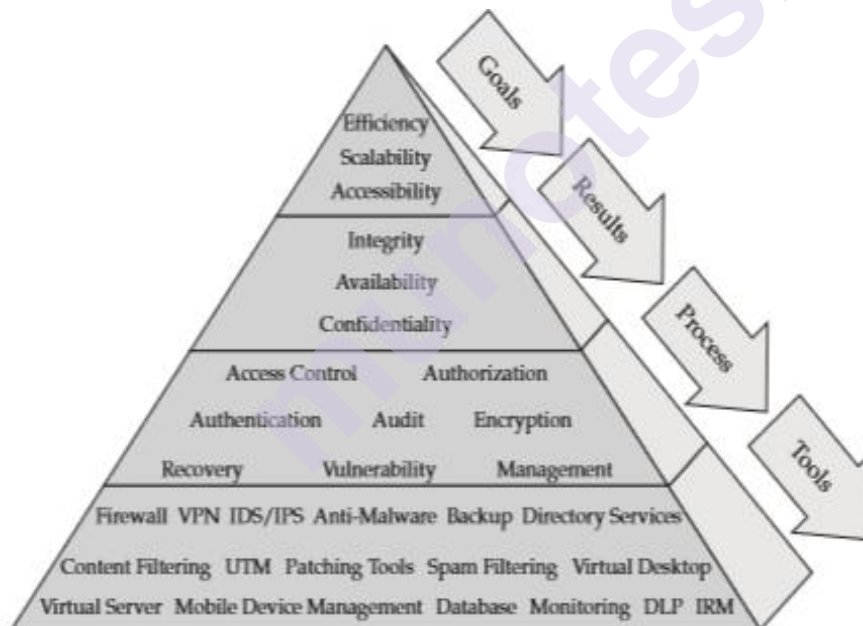 Goals
Efficiency
Scalability
Accessibility
Results
Integrity
Availability
Confidentiality
Process
Access Control Authorization
Authentication Audit Encryption
Recovery Vulnerability Management
Tools
Firewall VPN IDS/IPS Anti-Malware Backup Directory Services
Content Filtering UTM Patching Tools Spam Filtering Virtual Desktop
Virtual Server Mobile Device Management Database Monitoring DLP IRM
munotes